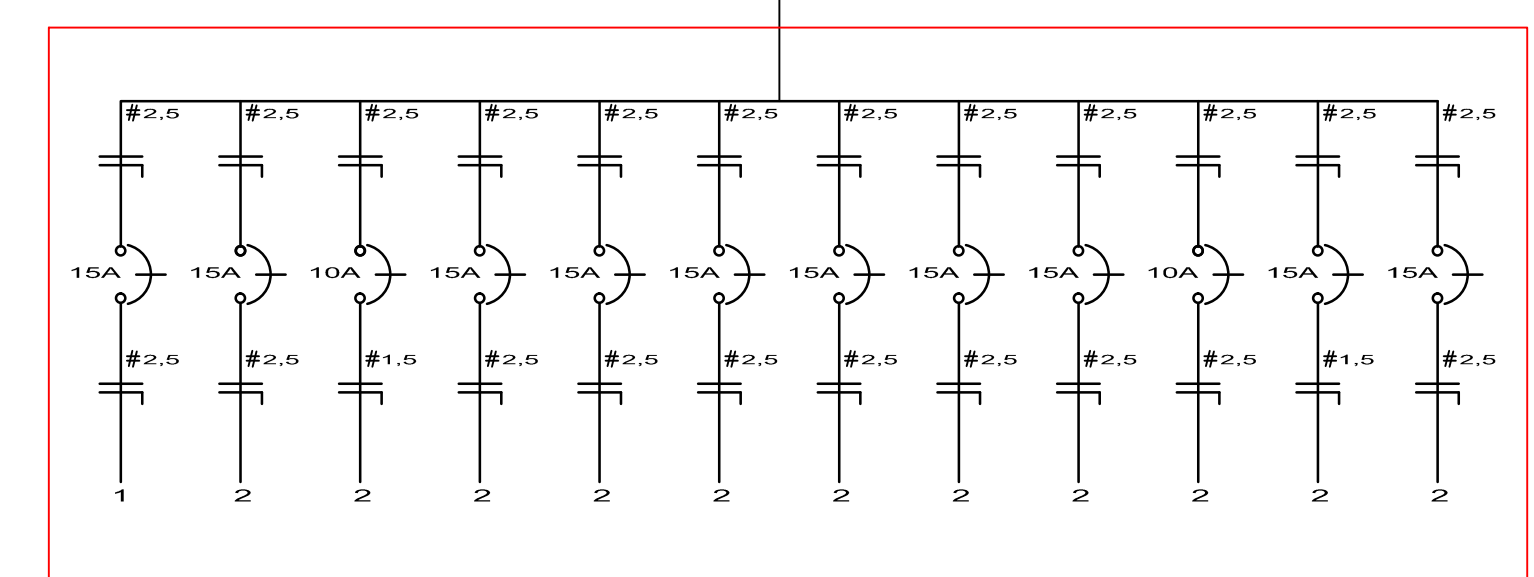 #2,5 #2,5 #2,5 #2,5 #2,5 #2,5 #2,5 #2,5 #2,5 #2,5 #2,5 #2,5
15A 15A 10A 15A 15A 15A 15A 15A 15A 10A 15A 15A
#2,5 #2,5 #1,5 #2,5 #2,5 #2,5 #2,5 #2,5 #2,5 #2,5 #1,5 #2,5
1 2 2 2 2 2 2 2 2 2 2 2